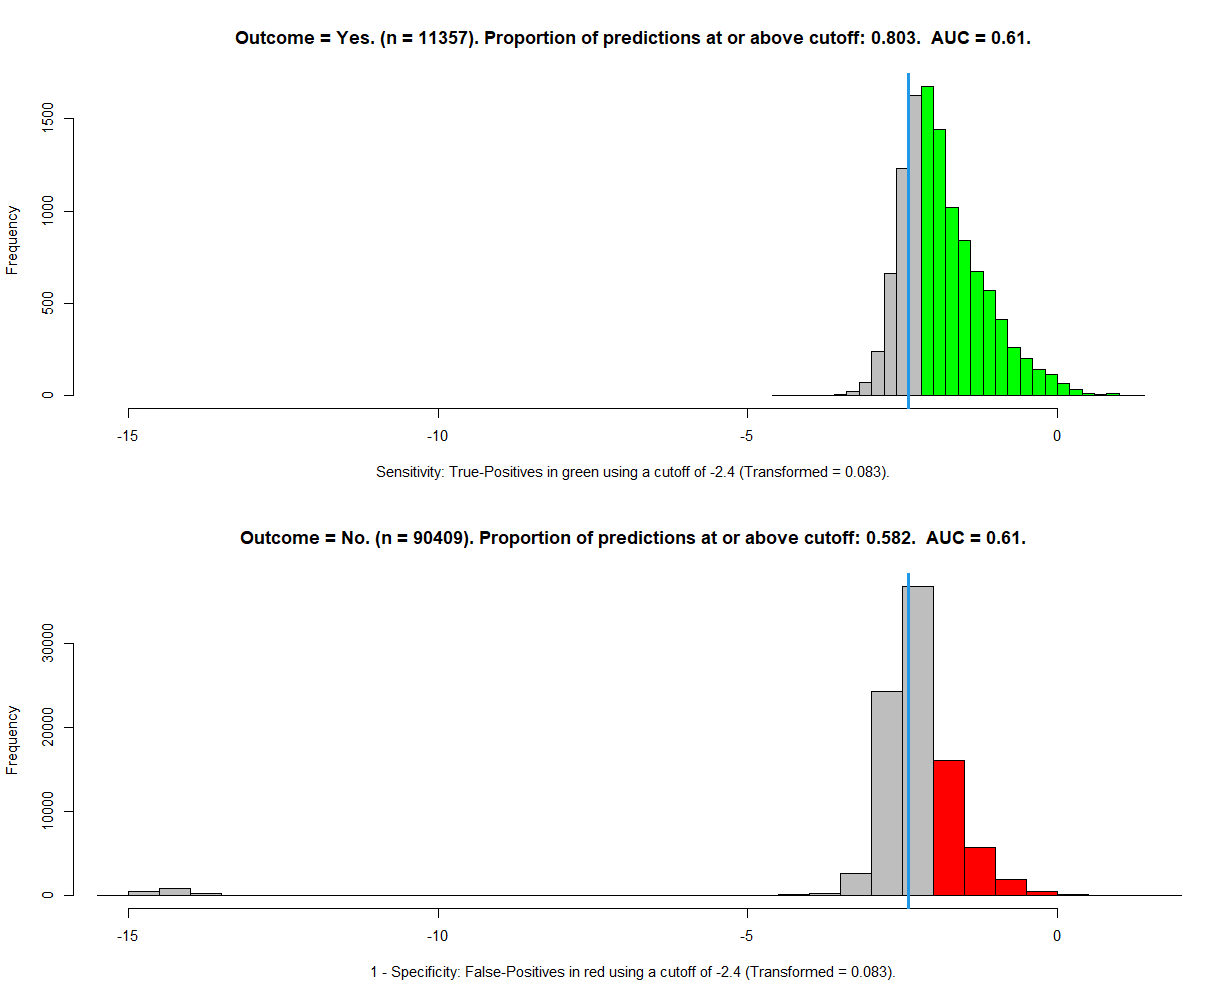 Outcome = Yes. (n = 11357). Proportion of predictions at or above cutoff: 0.803.  AUC = 0.61.
Frequency
1500
1000
500
0
-15
-10
-5
0
Sensitivity: True-Positives in green using a cutoff of -2.4 (Transformed = 0.083).
Outcome = No. (n = 90409). Proportion of predictions at or above cutoff: 0.582.  AUC = 0.61.
Frequency
30000
20000
10000
0
-15
-10
-5
0
1 - Specificity: False-Positives in red using a cutoff of -2.4 (Transformed = 0.083).